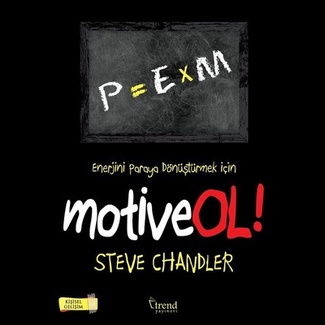 P = E x M
Enerjini Paraya Dönüştürmek için
motiveOL!
STEVE CHANDLER
KİŞİSEL
GELİŞİM
trend
yayınevi